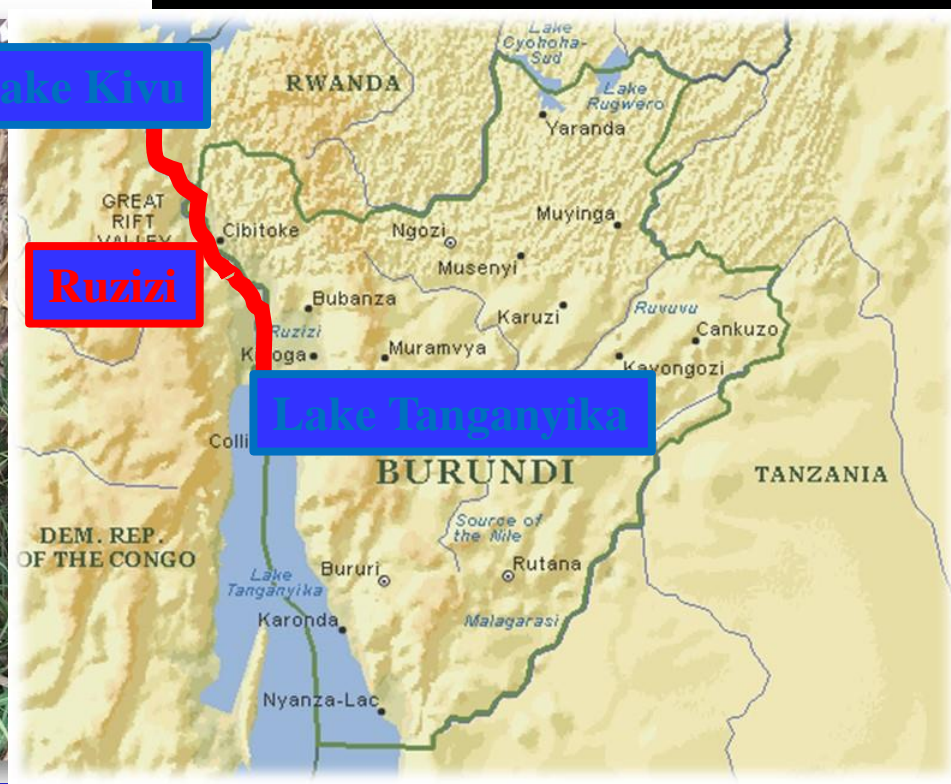 Lake
Cyohoha-
Sud
ake Kivu
RWANDA
Lake
Rugwero
Yaranda
GREAT
RIFT
VALLEY
Cibitoke
Ngozi
Muyinga
Musenyi
Ruzizi
Bubanza
Karuzi
Ruvuvu
Ruzizi
Cankuzo
Muramvya
Kayongozi
Lake Tanganyika
Colli
BURUNDI
TANZANIA
Source of
the Nile
DEM. REP.
OF THE CONGO
Bururi
Rutana
Lake
Tanganyika
Karonda
Malagarasi
Nyanza-Lac